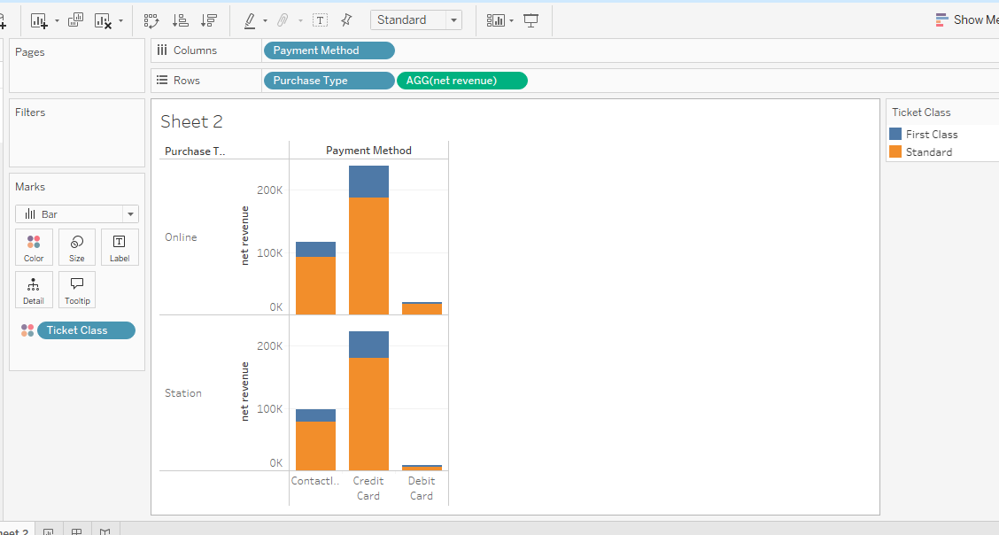 Standard
Show Me
Pages
Columns
Payment Method
Rows
Purchase Type
AGG(net revenue)
Filters
Marks
Bar
Color
Size
Label
Detail
Tooltip
Ticket Class
Sheet 2
Purchase T..
Payment Method
Online
net revenue
200K
100K
0K
Station
net revenue
200K
100K
0K
Contactl..
Credit Card
Debit Card
Ticket Class
First Class
Standard
heet 2